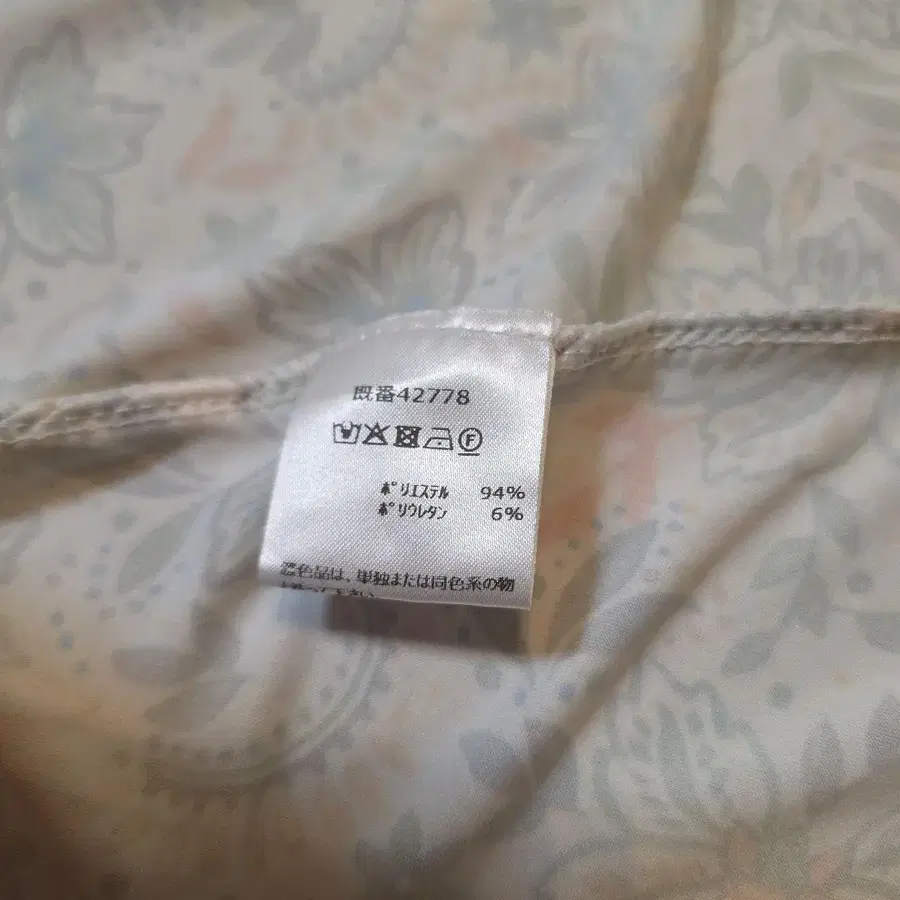 既番42778
Ⓕ
ポリエステル 94%
ポリウレタン 6%
濃色品は、単独または同色系の物